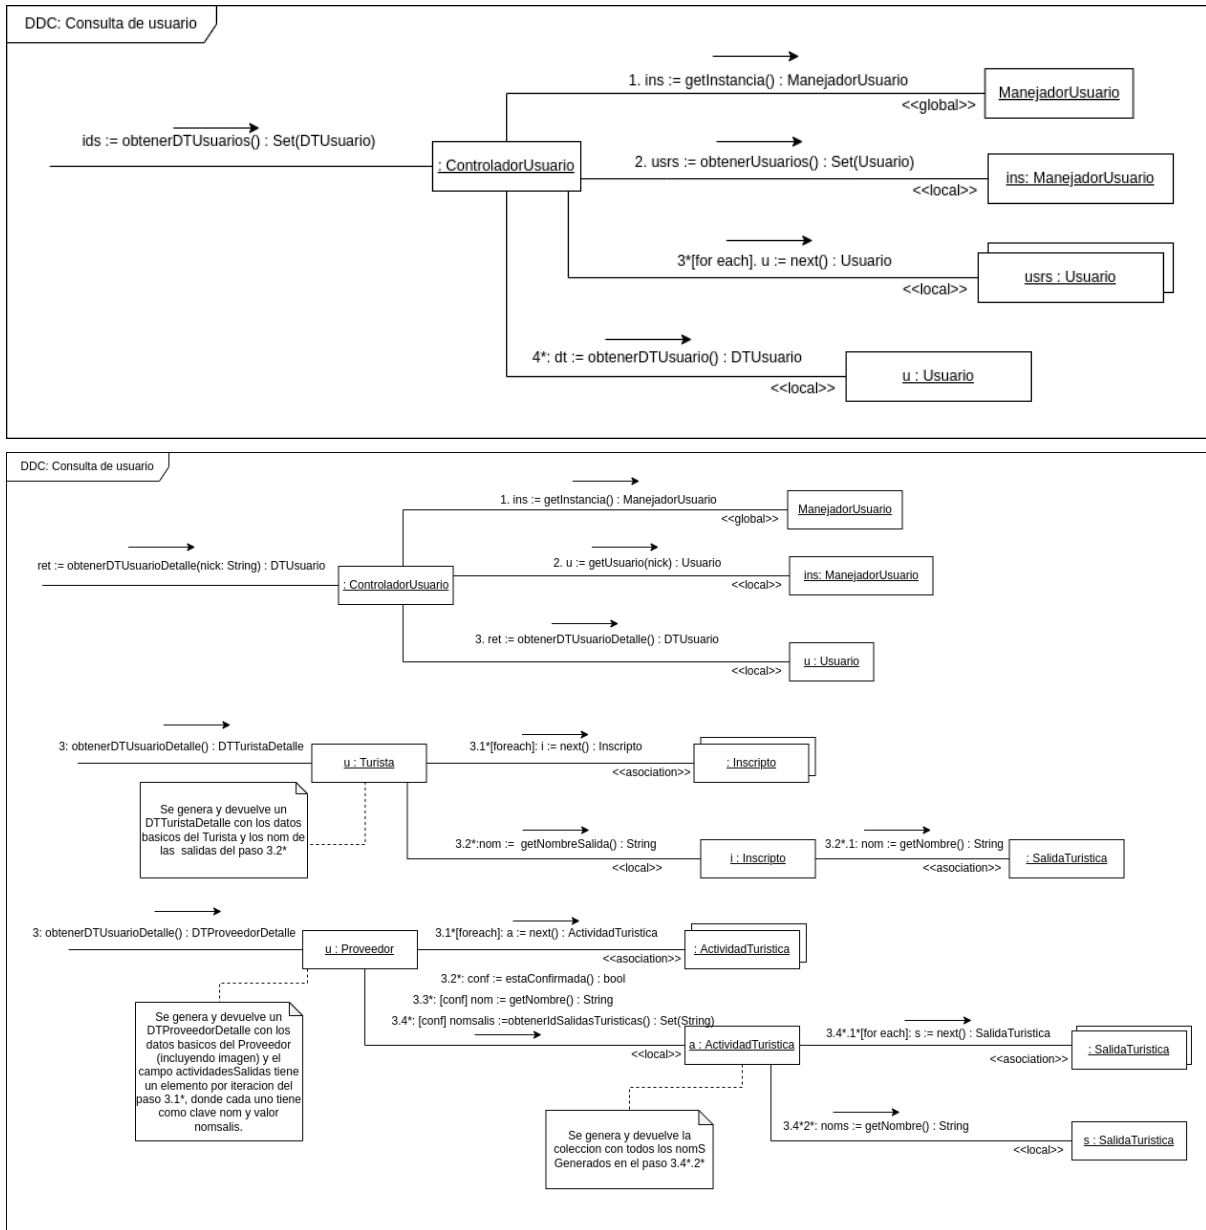 DDC: Consulta de usuario
1. ins := getInstancia() : ManejadorUsuario
ManejadorUsuario
<<global>>
ids := obtenerDTUsuarios() : Set(DTUsuario)
: ControladorUsuario
2. usrs := obtenerUsuarios() : Set(Usuario)
ins: ManejadorUsuario
<<local>>
3*[for each]. u := next() : Usuario
usrs : Usuario
<<local>>
4*: dt := obtenerDTUsuario() : DTUsuario
u : Usuario
<<local>>
DDC: Consulta de usuario
1. ins := getInstancia() : ManejadorUsuario
ManejadorUsuario
<<global>>
ret := obtenerDTUsuarioDetalle(nick: String) : DTUsuario
: ControladorUsuario
2. u := getUsuario(nick) : Usuario
ins: ManejadorUsuario
<<local>>
3. ret := obtenerDTUsuarioDetalle() : DTUsuario
u : Usuario
<<local>>
3: obtenerDTUsuarioDetalle() : DTTuristaDetalle
u : Turista
3.1*[foreach]: i := next() : Inscripto
: Inscripto
<<asociation>>
Se genera y devuelve un
DTTuristaDetalle con los datos
basicos del Turista y los nom de
las salidas del paso 3.2*
3.2*:nom := getNombreSalida() : String
<<local>>
i : Inscripto
3.2*.1: nom := getNombre() : String
<<asociation>>
: SalidaTuristica
3: obtenerDTUsuarioDetalle() : DTProveedorDetalle
u : Proveedor
3.1*[foreach]: a := next() : ActividadTuristica
: ActividadTuristica
<<asociation>>
3.2*: conf := estaConfirmada() : bool
3.3*: [conf] nom := getNombre() : String
3.4*: [conf] nomsalis :=obtenerIdSalidasTuristicas() : Set(String)
<<local>>
a : ActividadTuristica
Se genera y devuelve un
DTProveedorDetalle con los
datos basicos del Proveedor
(incluyendo imagen) y el
campo actividadesSalidas tiene
un elemento por iteracion del
paso 3.1*, donde cada uno tiene
como clave nom y valor
nomsalis.
3.4*.1*[for each]: s := next() : SalidaTuristica
: SalidaTuristica
<<asociation>>
Se genera y devuelve la
coleccion con todos los nomS
Generados en el paso 3.4*.2*
3.4*2*: noms := getNombre() : String
s : SalidaTuristica
<<local>>